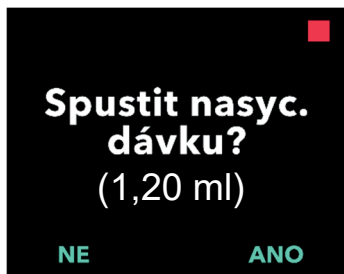 Spustit nasyc.
dávku?
(1,20 ml)
NE ANO